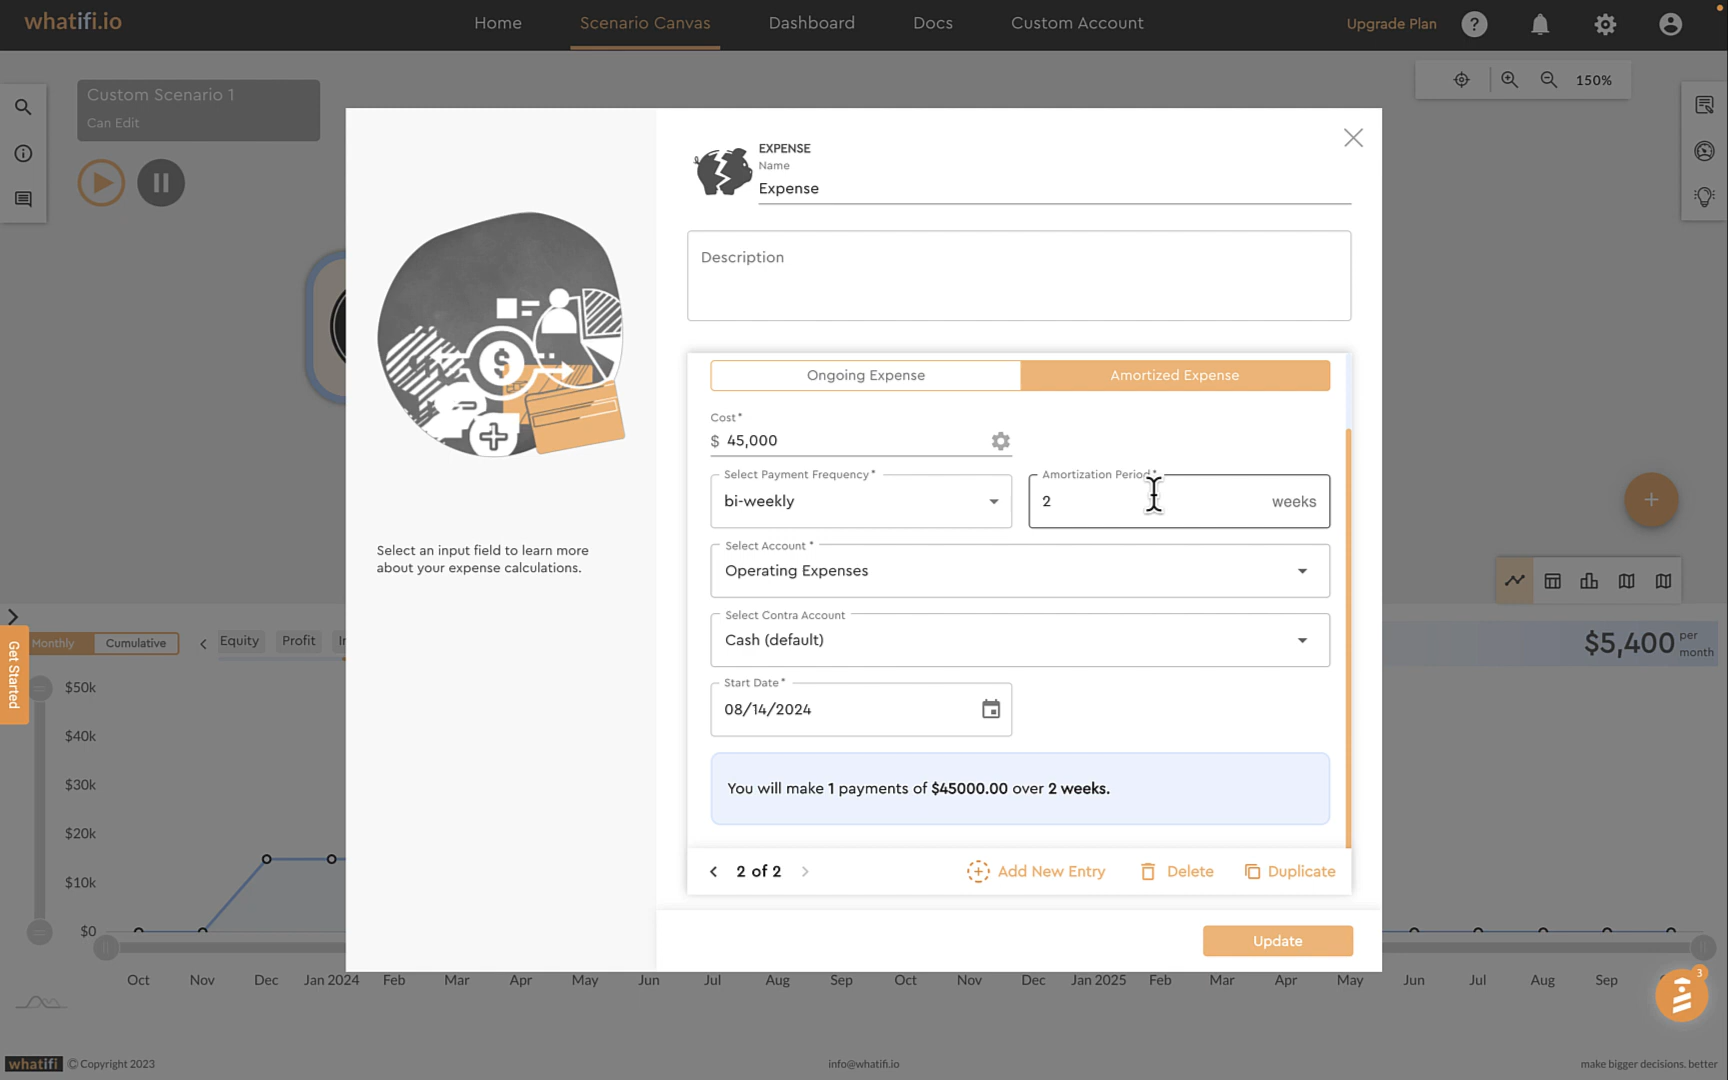 whatifi.io
Home
Scenario Canvas
Dashboard
Docs
Custom Account
Upgrade Plan
?
Custom Scenario 1
Can Edit
150%
EXPENSE
Name
Expense
Description
Ongoing Expense
Amortized Expense
Cost*
$ 45,000
Select Payment Frequency*
bi-weekly
Amortization Period*
2
weeks
Select an input field to learn more
about your expense calculations.
Select Account *
Operating Expenses
Select Contra Account
Cash (default)
Start Date*
08/14/2024
You will make 1 payments of $45000.00 over 2 weeks.
2 of 2
Add New Entry
Delete
Duplicate
Update
Get Started
Monthly
Cumulative
Equity
Profit
$5,400 per
month
$50k
$40k
$30k
$20k
$10k
$0
Oct
Nov
Dec
Jan 2024
Feb
Mar
Apr
May
Jun
Jul
Aug
Sep
Oct
Nov
Dec
Jan 2025
Feb
Mar
Apr
May
Jun
Jul
Aug
Sep
3
whatifi © Copyright 2023
info@whatifi.io
make bigger decisions. better